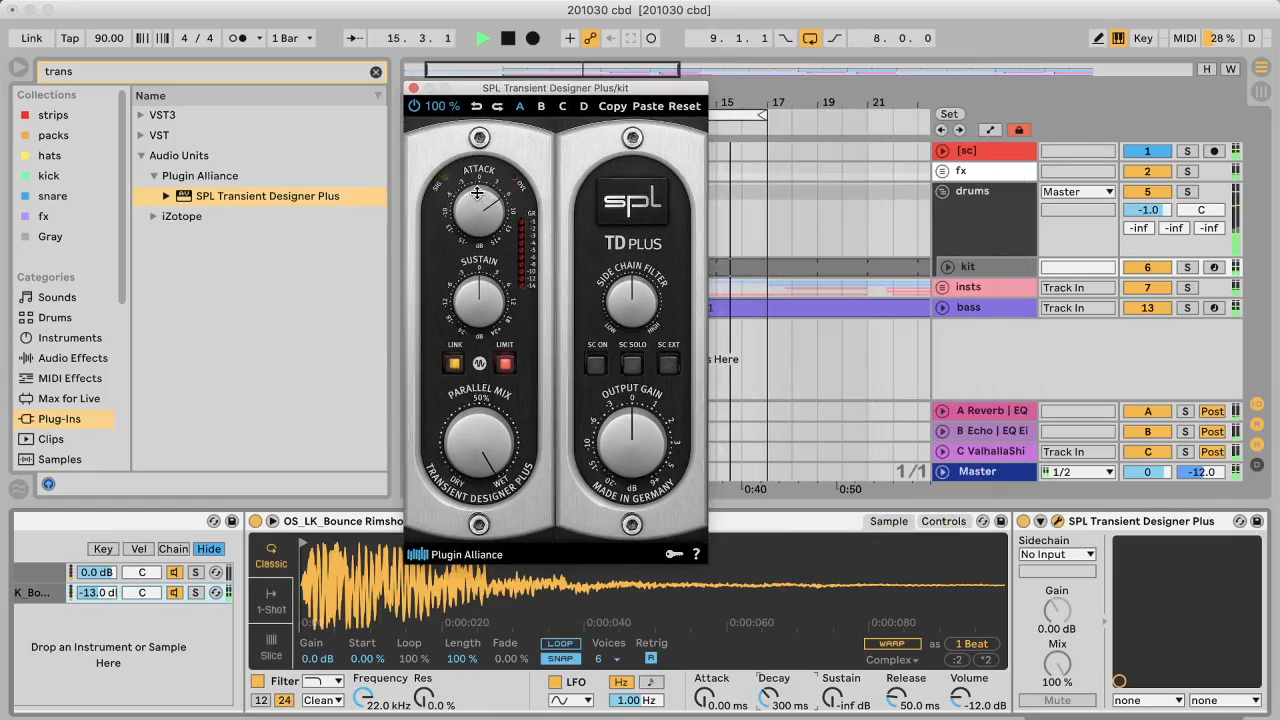 201030 cbd [201030 cbd]
Link Tap 90.00 4 / 4 1 Bar 15. 3. 1 9. 1. 1 8. 0. 0 Key MIDI 28 % D
trans
H W
Collections
strips
packs
hats
kick
snare
fx
Gray
Categories
Sounds
Drums
Instruments
Audio Effects
MIDI Effects
Max for Live
Plug-Ins
Clips
Samples
Name
VST3
VST
Audio Units
Plugin Alliance
SPL Transient Designer Plus
iZotope
SPL Transient Designer Plus/kit
100 % A B C D Copy Paste Reset
ATTACK
SIG. OVL
GR
dB
SUSTAIN
dB
LINK LIMIT
PARALLEL MIX
50%
DRY WET
TRANSIENT DESIGNER PLUS
spl
TD PLUS
SIDE CHAIN FILTER
LOW HIGH
SC ON SC SOLO SC EXT
OUTPUT GAIN
dB
MADE IN GERMANY
Plugin Alliance ?
15 17 19 21
s Here
1/1
0:40 0:50
Set
[sc] 1 S
fx 2 S
drums Master 5 S
-1.0 C
-inf -inf -inf
kit 6 S
insts Track In 7 S
bass Track In 13 S
A Reverb | EQ A S Post
B Echo | EQ Ei B S Post
C ValhallaShi Track In C S Post
Master 1/2 0 S -12.0
Key Vel Chain Hide
0.0 dB C S
K_Bo... -13.0 dB C S
Drop an Instrument or Sample
Here
OS_LK_Bounce Rimsho
Sample Controls
Classic
1-Shot
Slice
0:00:020 0:00:040 0:00:060 0:00:080
Gain Start Loop Length Fade LOOP Voices Retrig WARP as 1 Beat
0.0 dB 0.00 % 100 % 100 % 0.00 % SNAP 6 R Complex :2 *2
Filter Frequency Res LFO Hz Attack Decay Sustain Release Volume
12 24 Clean 22.0 kHz 0.0 % 1.00 Hz 0.00 ms 300 ms -inf dB 50.0 ms -12.0 dB
SPL Transient Designer Plus
Sidechain
No Input
Gain
0.00 dB
Mix
100 %
Mute
none none